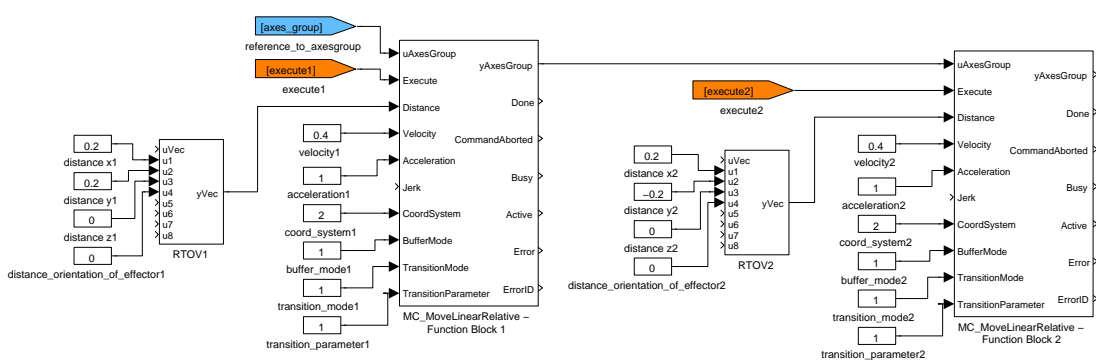 [axes_group]
reference_to_axesgroup
[execute1]
execute1
0.2
distance x1
0.2
distance y1
0
distance z1
0
distance_orientation_of_effector1
uVec
u1
u2
u3
u4
u5
u6
u7
u8
yVec
RTOV1
0.4
velocity1
1
acceleration1
2
coord_system1
1
buffer_mode1
1
transition_mode1
1
transition_parameter1
uAxesGroup
Execute
Distance
Velocity
Acceleration
Jerk
CoordSystem
BufferMode
TransitionMode
TransitionParameter
yAxesGroup
Done
CommandAborted
Busy
Active
Error
ErrorID
MC_MoveLinearRelative –
Function Block 1
[execute2]
execute2
0.2
distance x2
−0.2
distance y2
0
distance z2
0
distance_orientation_of_effector2
uVec
u1
u2
u3
u4
u5
u6
u7
u8
yVec
RTOV2
0.4
velocity2
1
acceleration2
2
coord_system2
1
buffer_mode2
1
transition_mode2
1
transition_parameter2
uAxesGroup
Execute
Distance
Velocity
Acceleration
Jerk
CoordSystem
BufferMode
TransitionMode
TransitionParameter
yAxesGroup
Done
CommandAborted
Busy
Active
Error
ErrorID
MC_MoveLinearRelative –
Function Block 2